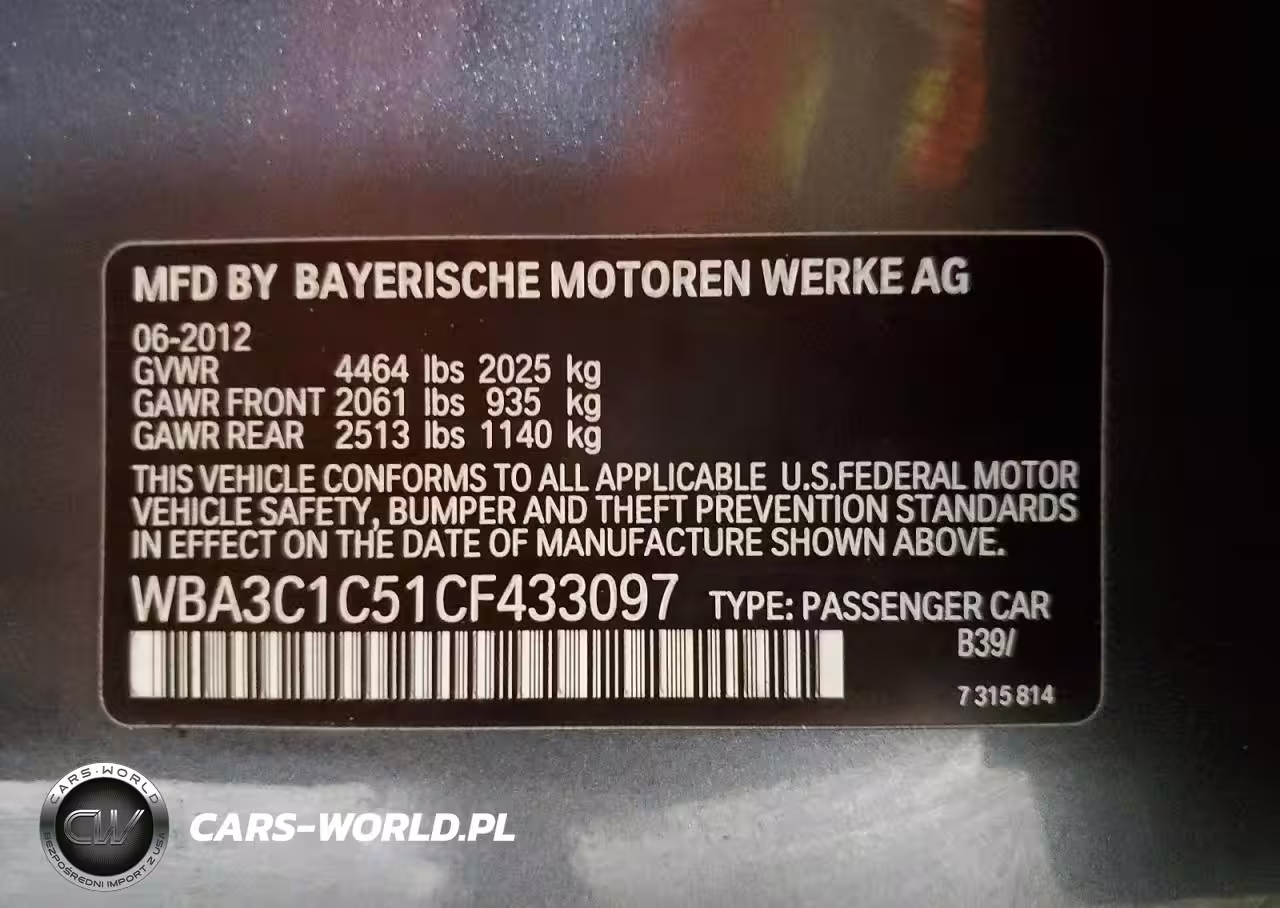 MFD BY BAYERISCHE MOTOREN WERKE AG
06-2012
GVWR 4464 lbs 2025 kg
GAWR FRONT 2061 lbs 935 kg
GAWR REAR 2513 lbs 1140 kg
THIS VEHICLE CONFORMS TO ALL APPLICABLE U.S.FEDERAL MOTOR
VEHICLE SAFETY, BUMPER AND THEFT PREVENTION STANDARDS
IN EFFECT ON THE DATE OF MANUFACTURE SHOWN ABOVE.
WBA3C1C51CF433097 TYPE: PASSENGER CAR
B39/
7 315 814
CARS-WORLD
CW
BEZPOŚREDNI IMPORT Z USA
CARS-WORLD.PL